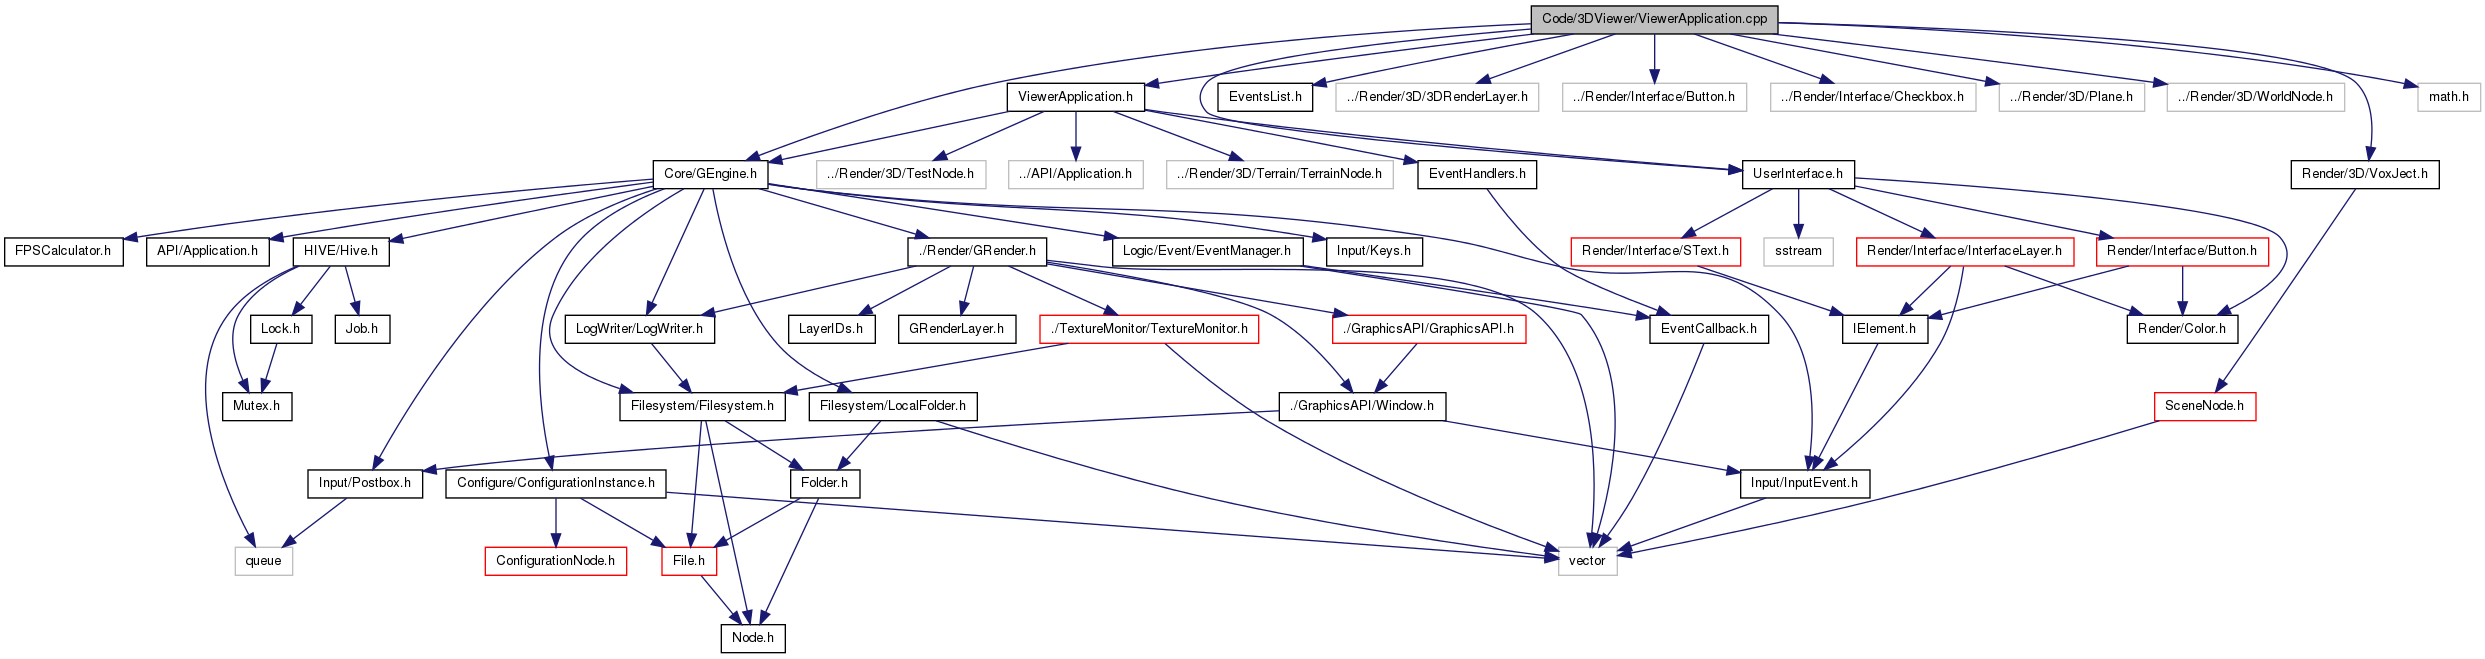 Code/3DViewer/ViewerApplication.cpp
ViewerApplication.h
EventsList.h
../Render/3D/3DRenderLayer.h
../Render/Interface/Button.h
../Render/Interface/Checkbox.h
../Render/3D/Plane.h
../Render/3D/WorldNode.h
math.h
Core/GEngine.h
../Render/3D/TestNode.h
../API/Application.h
../Render/3D/Terrain/TerrainNode.h
EventHandlers.h
UserInterface.h
Render/3D/VoxJect.h
FPSCalculator.h
API/Application.h
HIVE/Hive.h
./Render/GRender.h
Logic/Event/EventManager.h
Input/Keys.h
Render/Interface/SText.h
sstream
Render/Interface/InterfaceLayer.h
Render/Interface/Button.h
Lock.h
Job.h
LogWriter/LogWriter.h
LayerIDs.h
GRenderLayer.h
./TextureMonitor/TextureMonitor.h
./GraphicsAPI/GraphicsAPI.h
EventCallback.h
IElement.h
Render/Color.h
Mutex.h
Filesystem/Filesystem.h
Filesystem/LocalFolder.h
./GraphicsAPI/Window.h
SceneNode.h
Input/Postbox.h
Configure/ConfigurationInstance.h
Folder.h
Input/InputEvent.h
queue
ConfigurationNode.h
File.h
vector
Node.h